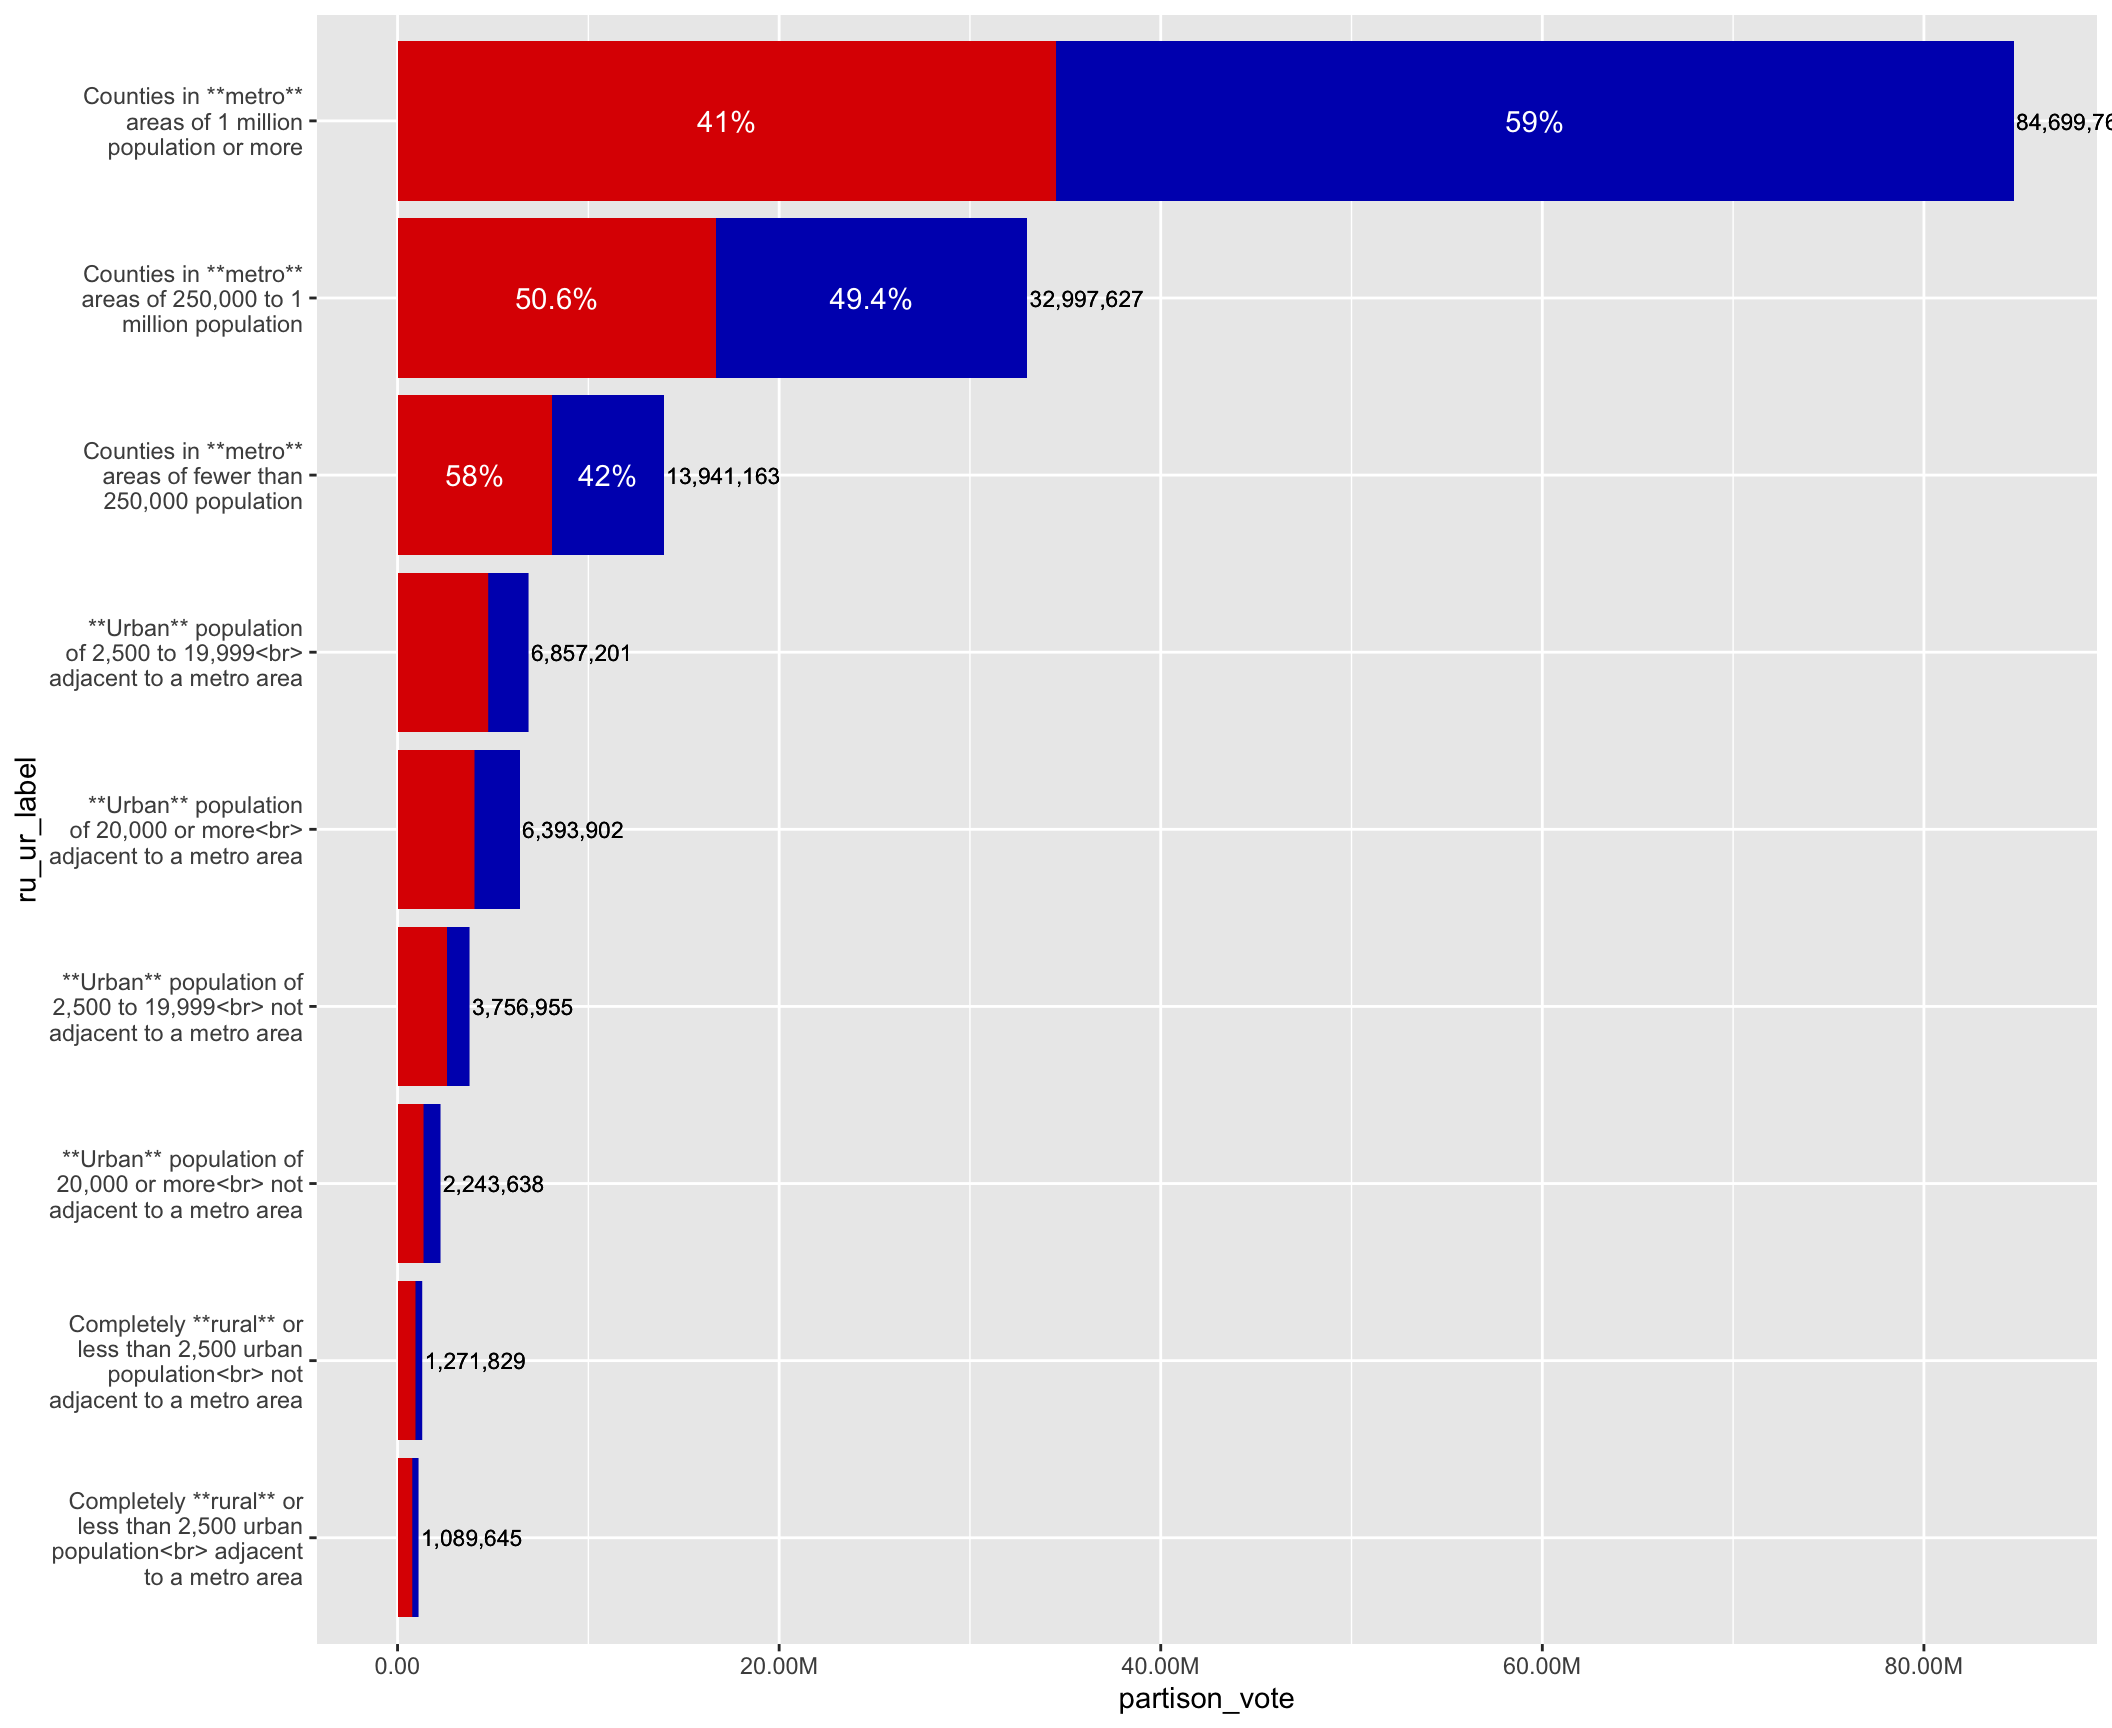 Counties in **metro**
areas of 1 million
population or more
41%
59%
84,699,76
Counties in **metro**
areas of 250,000 to 1
million population
50.6%
49.4%
32,997,627
Counties in **metro**
areas of fewer than
250,000 population
58%
42%
13,941,163
**Urban** population
of 2,500 to 19,999<br>
adjacent to a metro area
6,857,201
**Urban** population
of 20,000 or more<br>
adjacent to a metro area
6,393,902
**Urban** population of
2,500 to 19,999<br> not
adjacent to a metro area
3,756,955
**Urban** population of
20,000 or more<br> not
adjacent to a metro area
2,243,638
Completely **rural** or
less than 2,500 urban
population<br> not
adjacent to a metro area
1,271,829
Completely **rural** or
less than 2,500 urban
population<br> adjacent
to a metro area
1,089,645
ru_ur_label
0.00
20.00M
40.00M
60.00M
80.00M
partison_vote